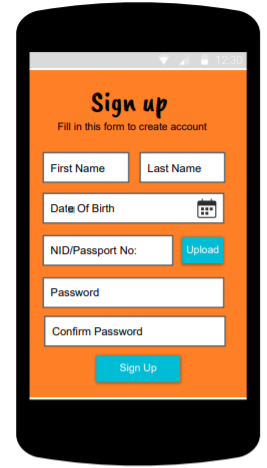 12:30
Sign up
Fill in this form to create account
First Name Last Name
Date Of Birth
NID/Passport No: Upload
Password
Confirm Password
Sign Up